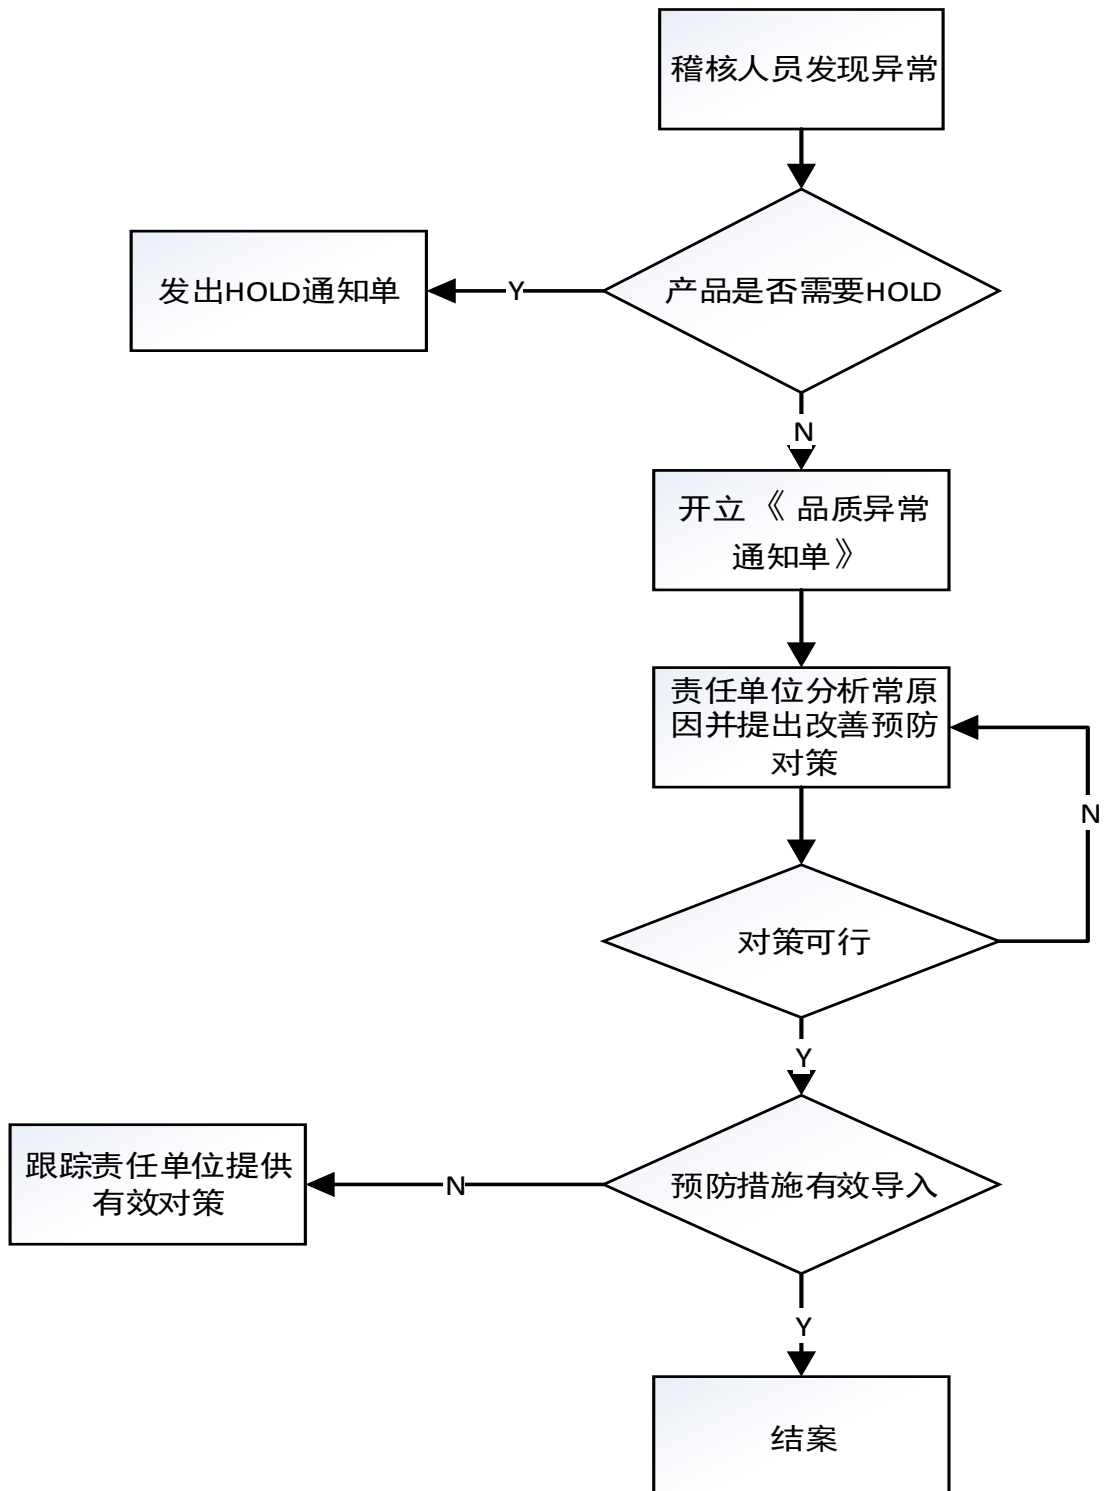 稽核人员发现异常
产品是否需要HOLD
Y
发出HOLD通知单
N
开立《品质异常
通知单》
责任单位分析常原
因并提出改善预防
对策
N
对策可行
Y
预防措施有效导入
N
跟踪责任单位提供
有效对策
Y
结案